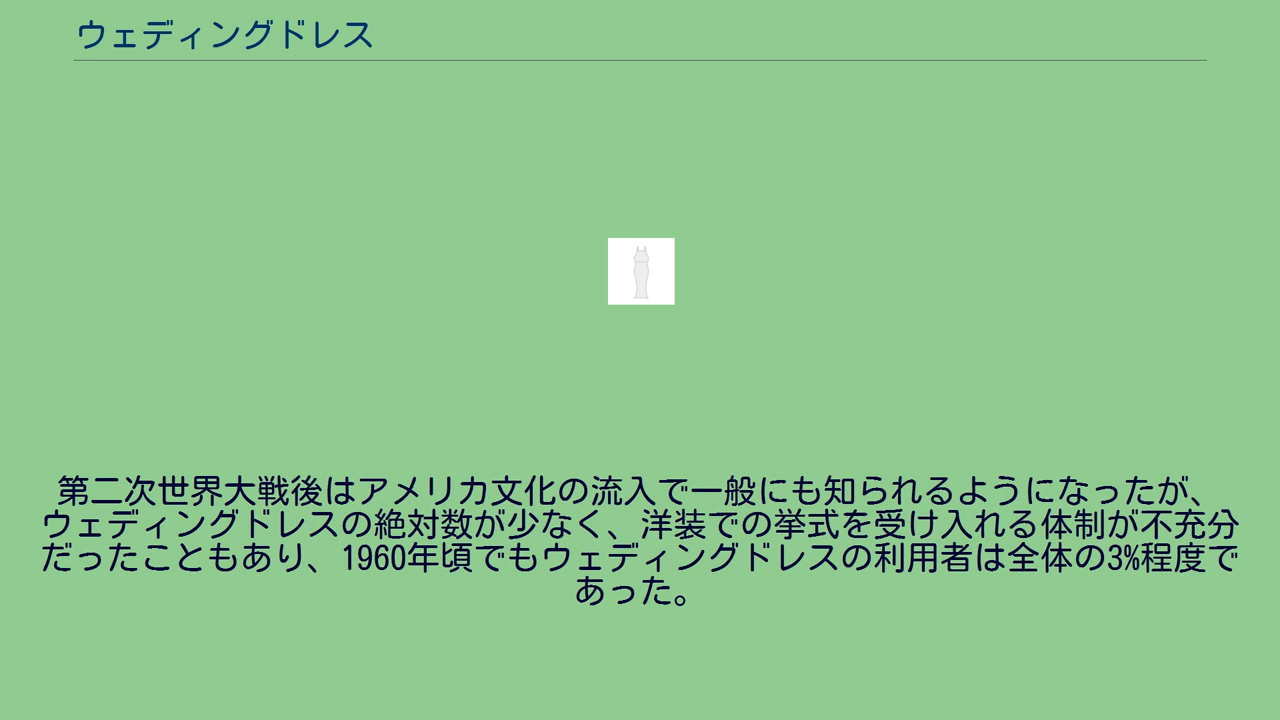 ウェディングドレス
第二次世界大戦後はアメリカ文化の流入で一般にも知られるようになったが、
ウェディングドレスの絶対数が少なく、洋装での挙式を受け入れる体制が不充分
だったこともあり、1960年頃でもウェディングドレスの利用者は全体の3%程度で
あった。